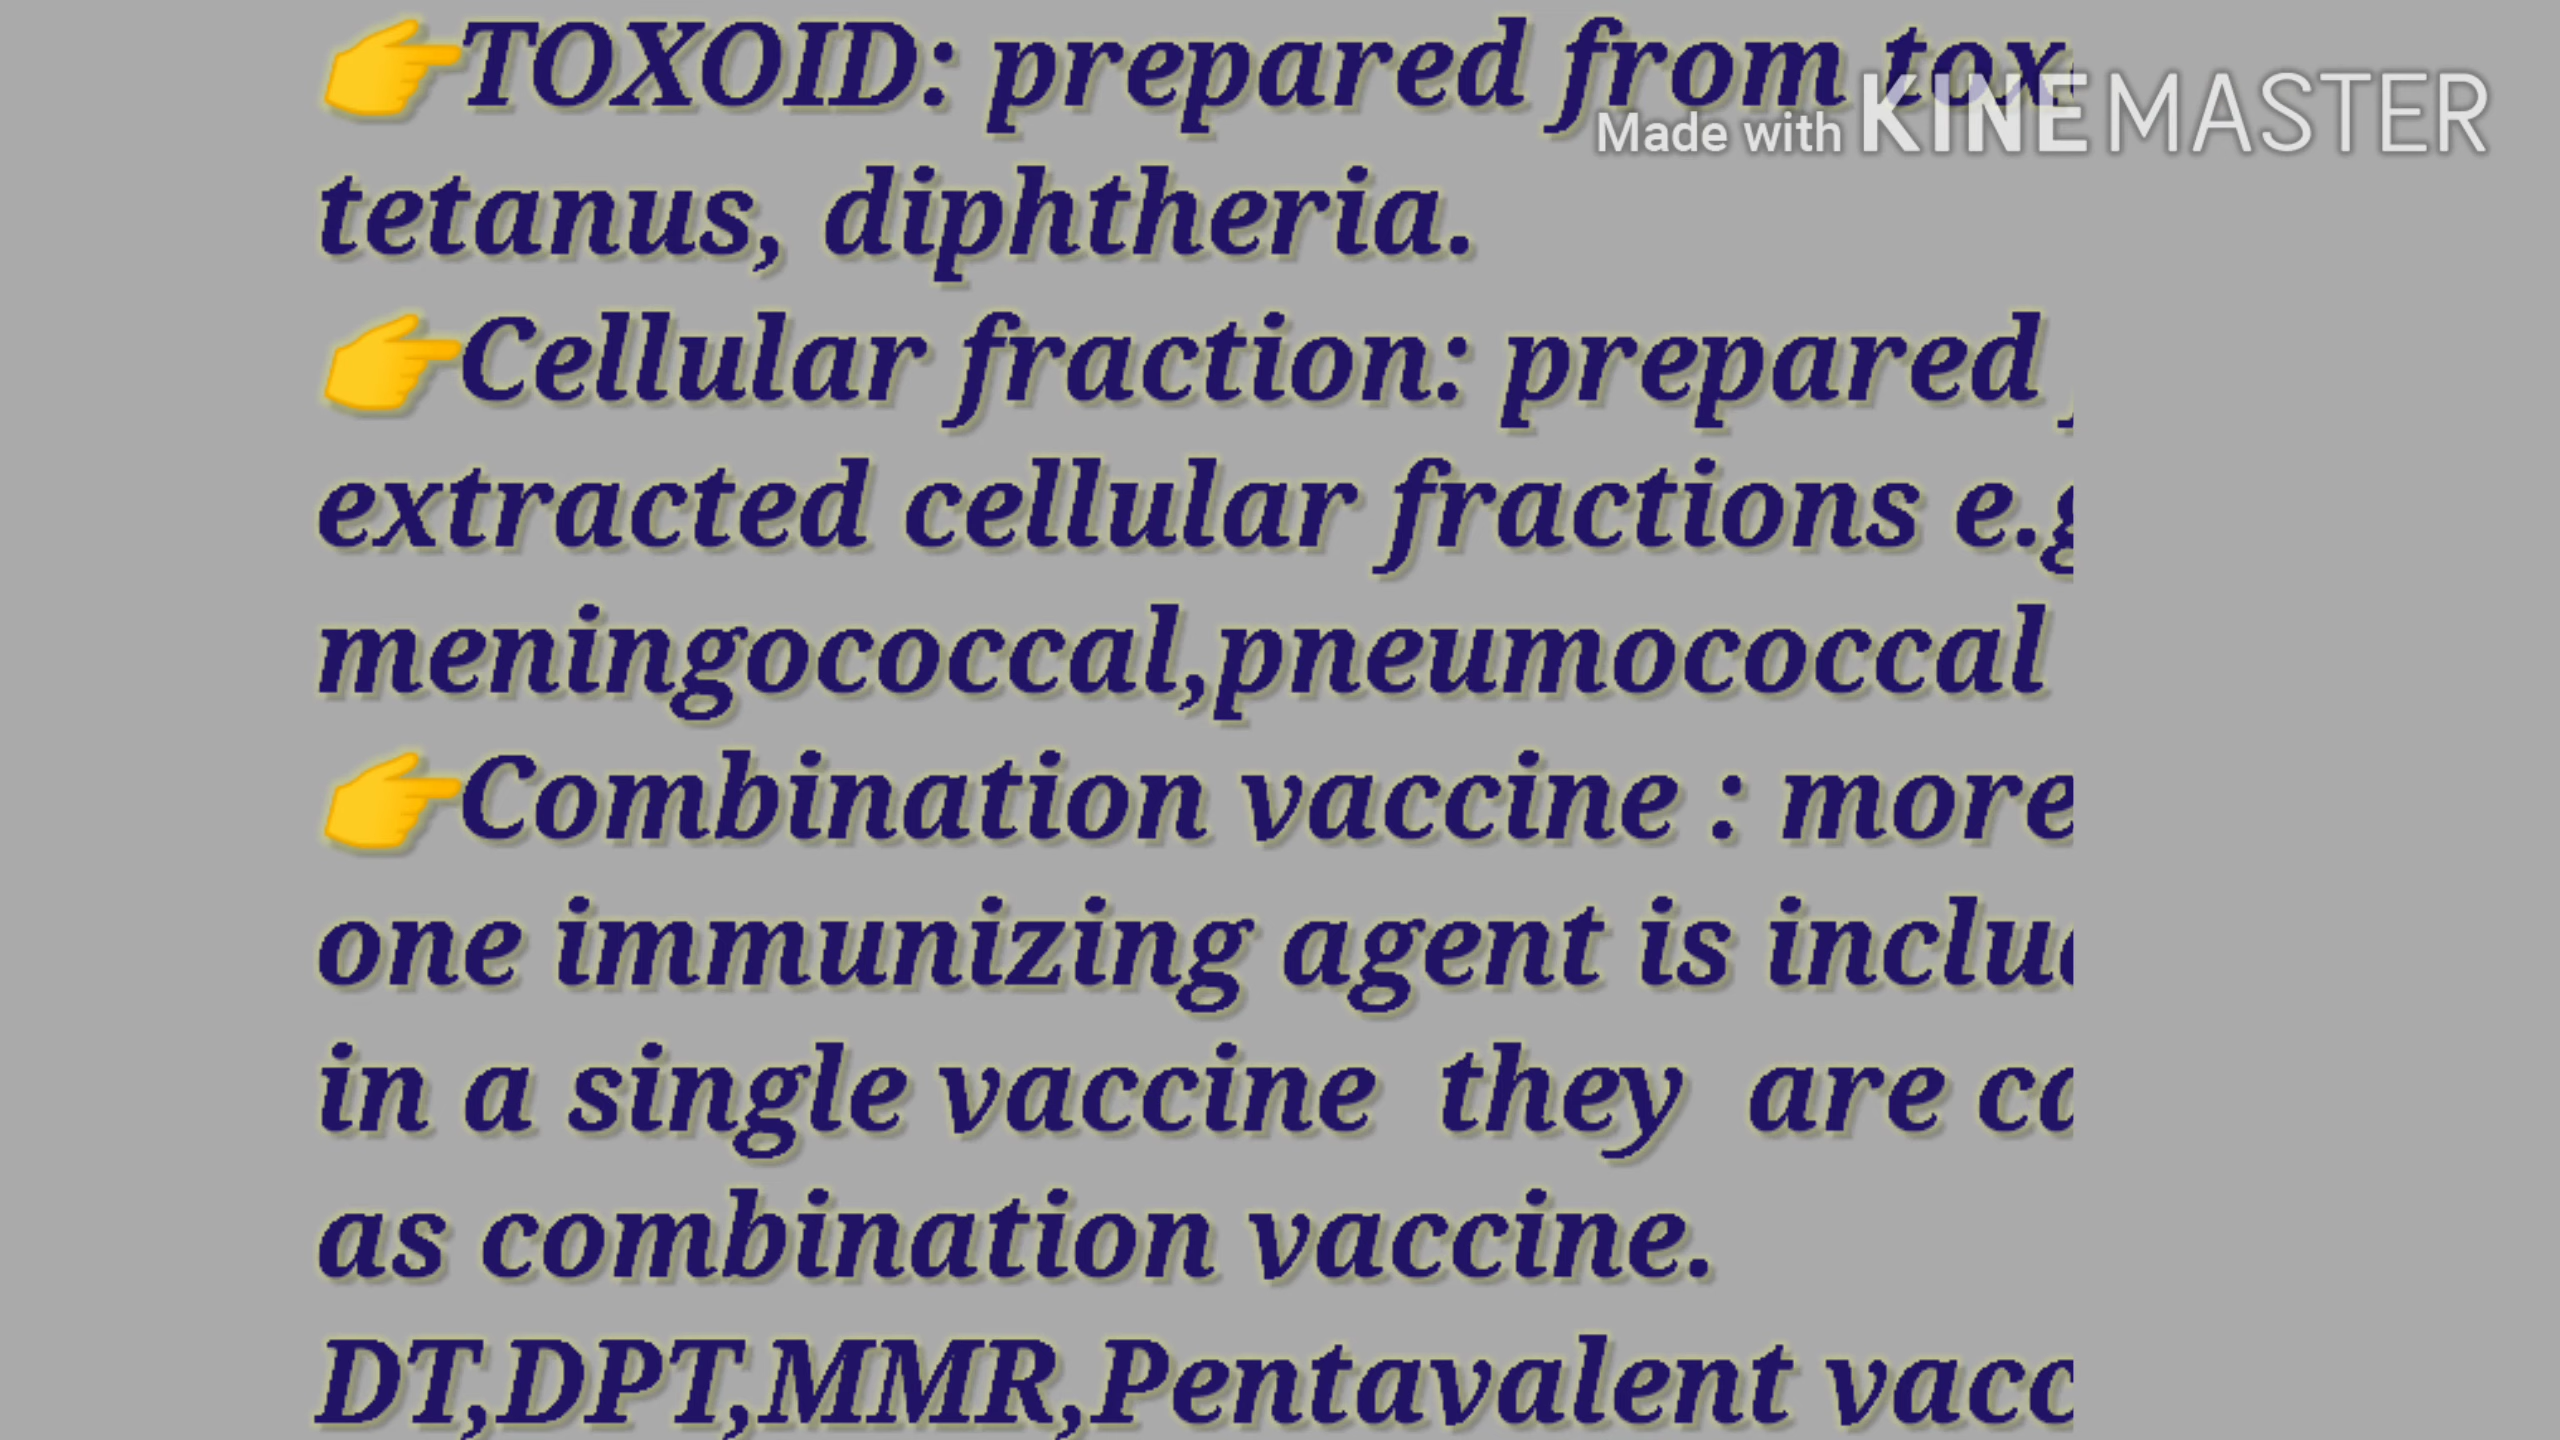 👉TOXOID: prepared from
Made with KINEMASTER
tetanus, diphtheria.
👉Cellular fraction: prepared
extracted cellular fractions
meningococcal,pneumococcal
👉Combination vaccine : more
one immunizing agent is
in a single vaccine they are
as combination vaccine.
DT,DPT,MMR,Pentavalent